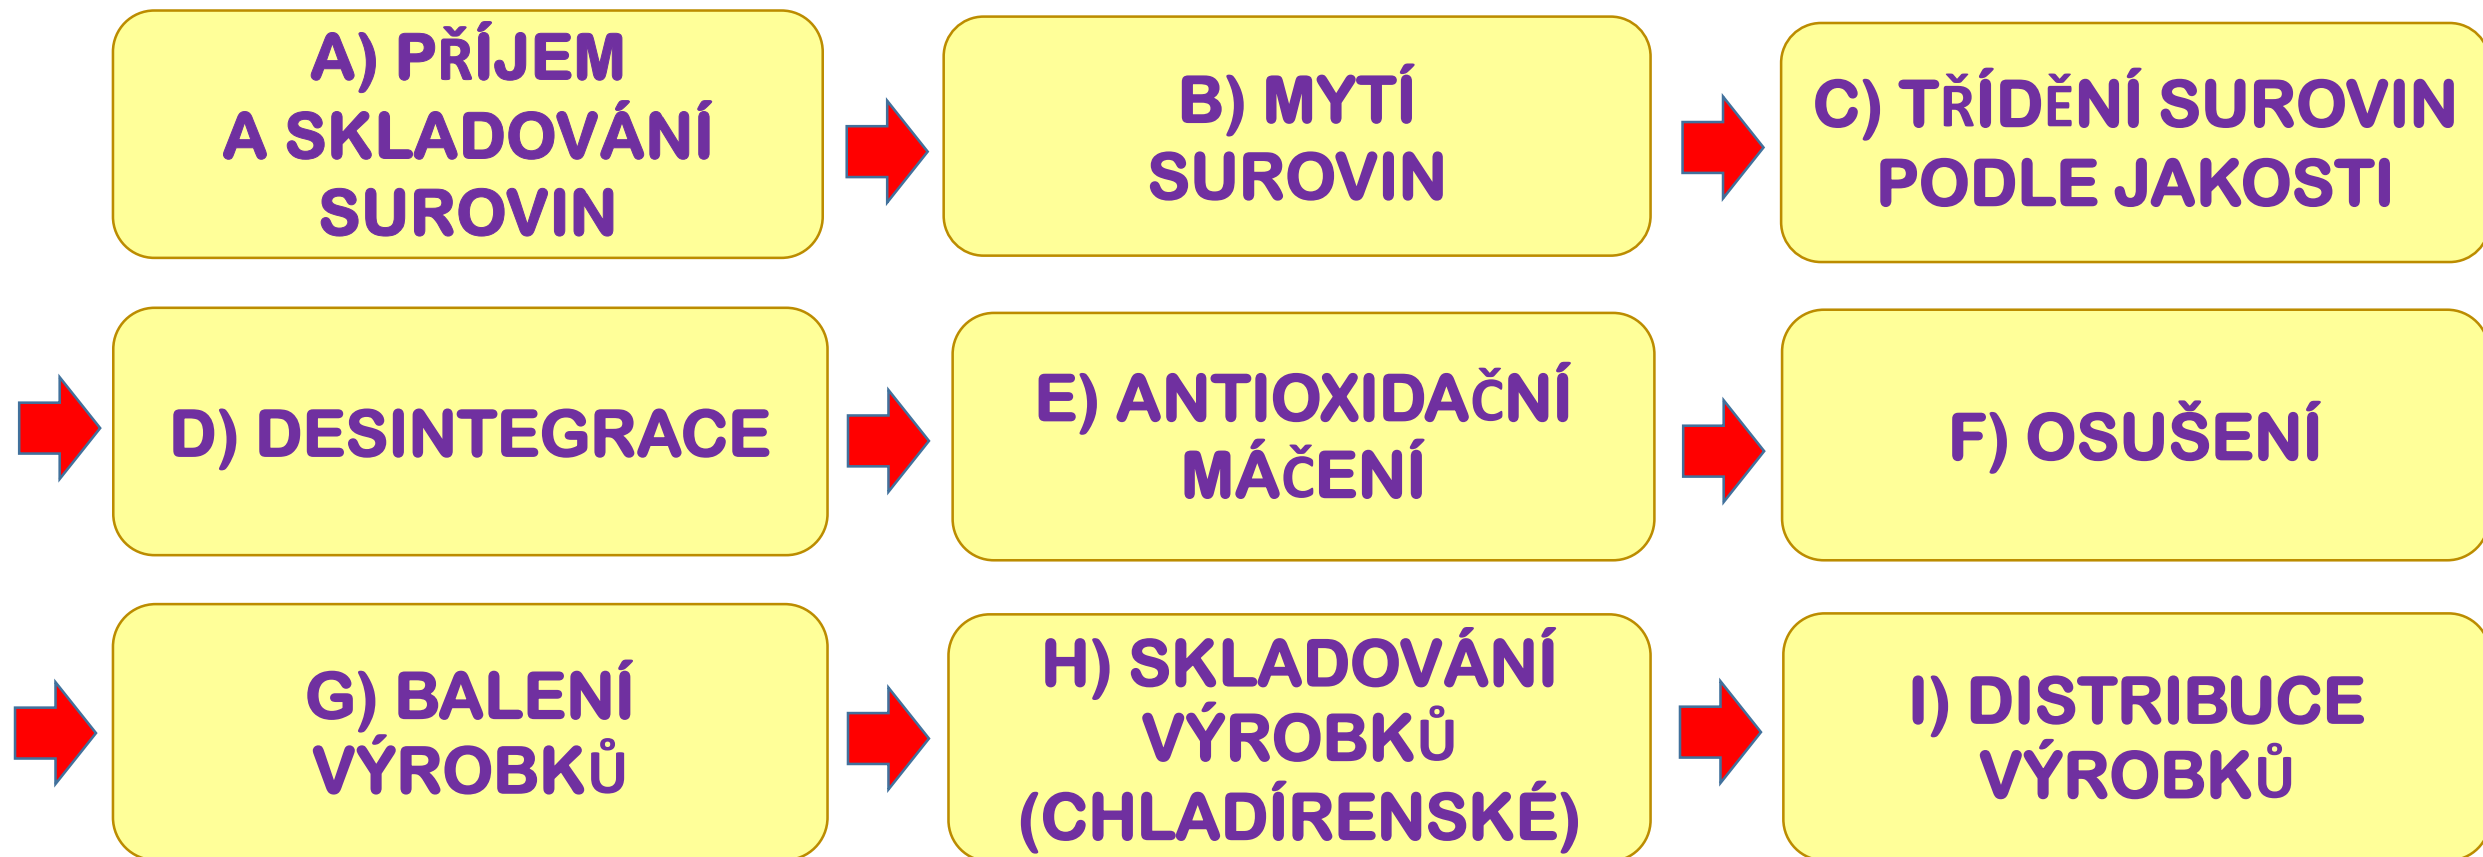 A) PŘÍJEM
A SKLADOVÁNÍ
SUROVIN
B) MYTÍ
SUROVIN
C) TŘÍDĚNÍ SUROVIN
PODLE JAKOSTI
D) DESINTEGRACE
E) ANTIOXIDAČNÍ
MÁČENÍ
F) OSUŠENÍ
G) BALENÍ
VÝROBKŮ
H) SKLADOVÁNÍ
VÝROBKŮ
(CHLADÍRENSKÉ)
I) DISTRIBUCE
VÝROBKŮ